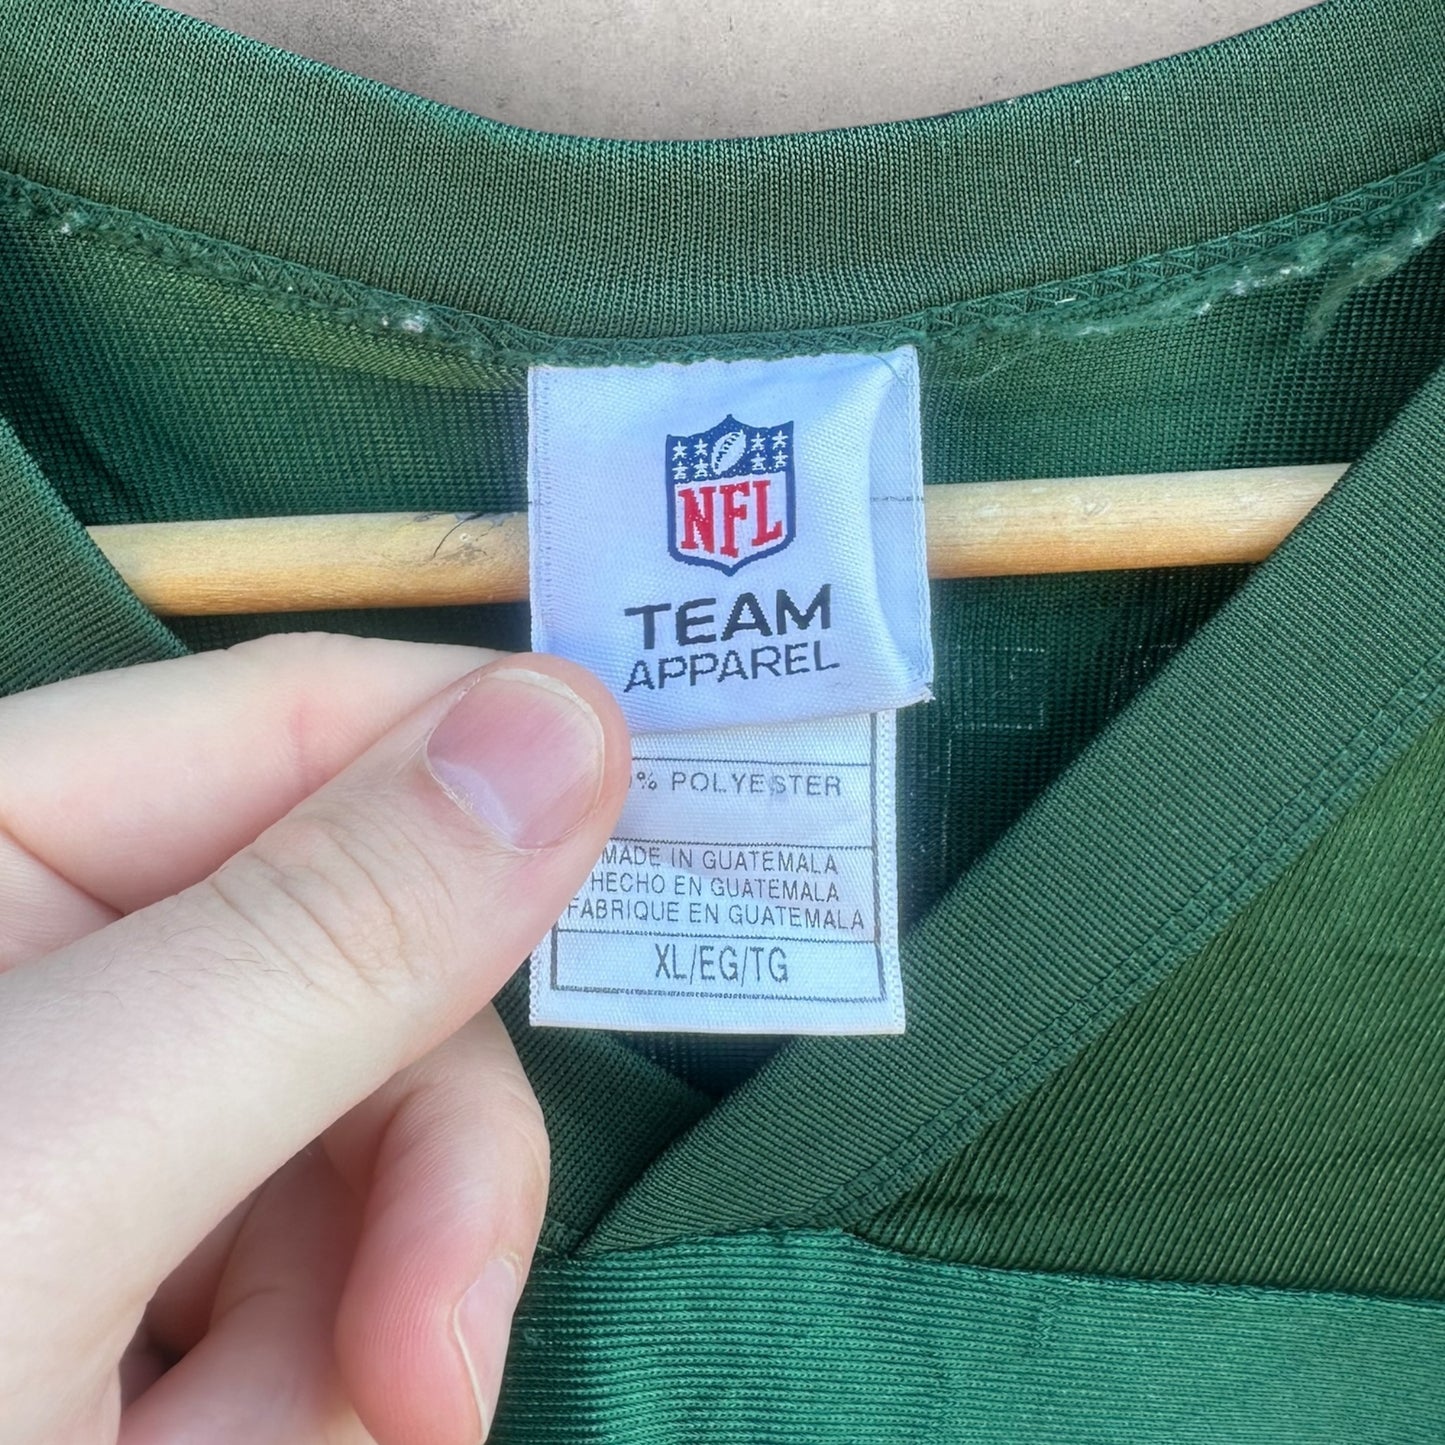 NFL
TEAM
APPAREL
% POLYESTER
MADE IN GUATEMALA
HECHO EN GUATEMALA
FABRIQUE EN GUATEMALA
XL/EG/TG